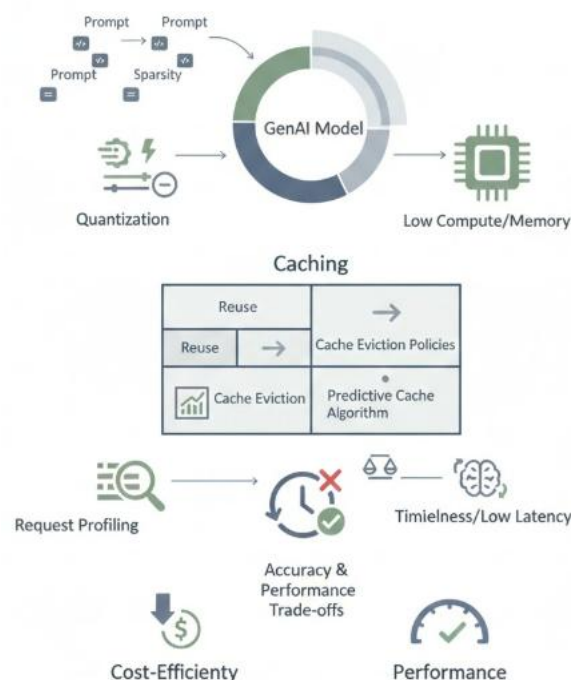 Prompt
Prompt
Prompt
Sparsity
GenAI Model
Quantization
Low Compute/Memory
Caching
Reuse
Reuse
Cache Eviction Policies
Cache Eviction
Predictive Cache
Algorithm
Request Profiling
Timielness/Low Latency
Accuracy &
Performance
Trade-offs
Cost-Efficienty
Performance